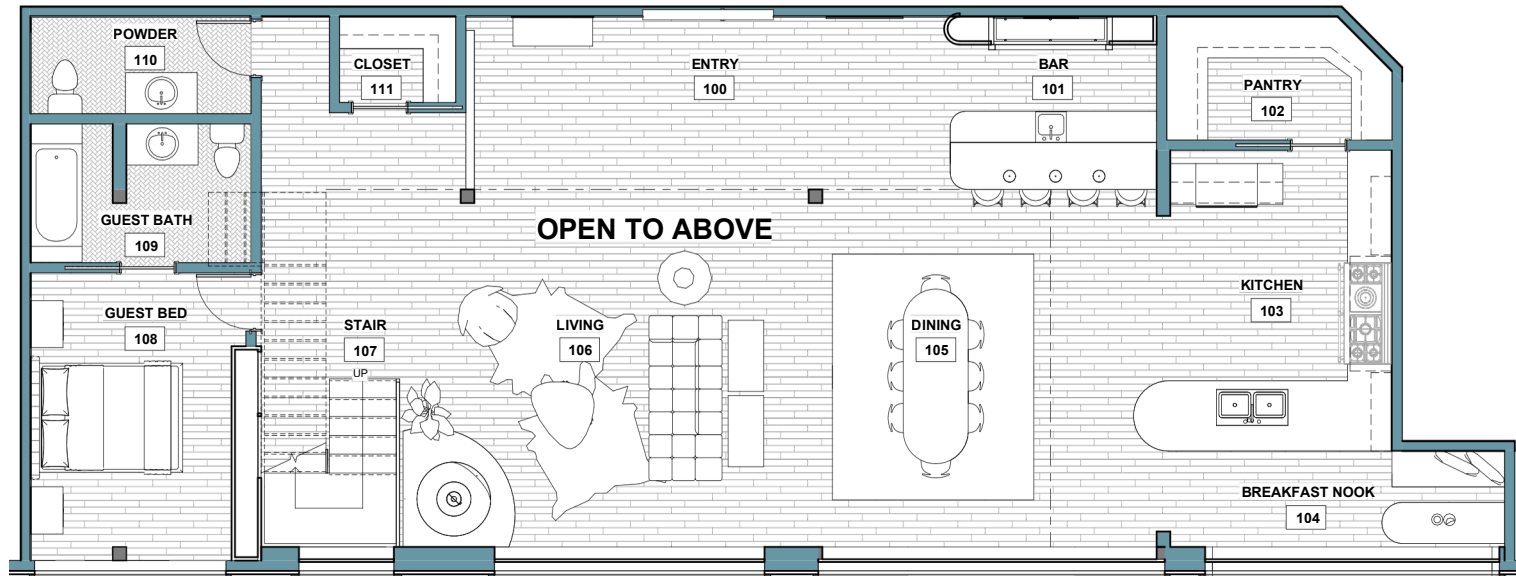 POWDER
110
CLOSET
111
ENTRY
100
BAR
101
PANTRY
102
GUEST BATH
109
OPEN TO ABOVE
KITCHEN
103
GUEST BED
108
STAIR
107
UP
LIVING
106
DINING
105
BREAKFAST NOOK
104